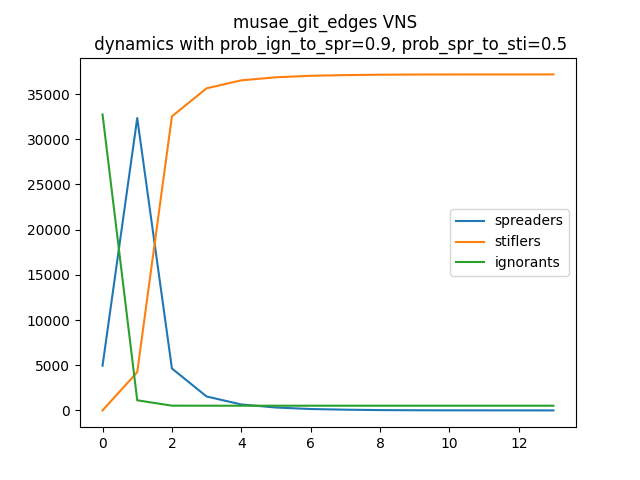 musae_git_edges VNS
dynamics with prob_ign_to_spr=0.9, prob_spr_to_sti=0.5
35000
30000
25000
20000
15000
10000
5000
0
spreaders
stiflers
ignorants
0 2 4 6 8 10 12